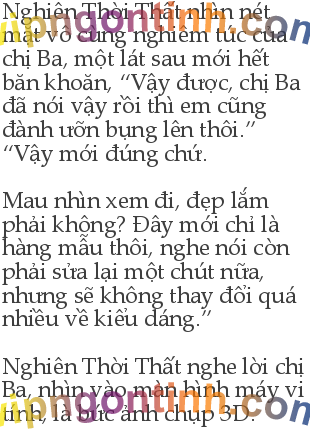 Nghiên Thời Thất nhìn nét
mặt vô cùng nghiêm túc của
chị Ba, một lát sau mới hết
băn khoăn, “Vậy được, chị Ba
đã nói vậy rồi thì em cũng
đành ưỡn bụng lên thôi.”
“Vậy mới đúng chứ.
Mau nhìn xem đi, đẹp lắm
phải không? Đây mới chỉ là
hàng mẫu thôi, nghe nói còn
phải sửa lại một chút nữa,
nhưng sẽ không thay đổi quá
nhiều về kiểu dáng.”
Nghiên Thời Thất nghe lời chị
Ba, nhìn vào màn hình máy vi
tính, là bức ảnh chụp 3D.